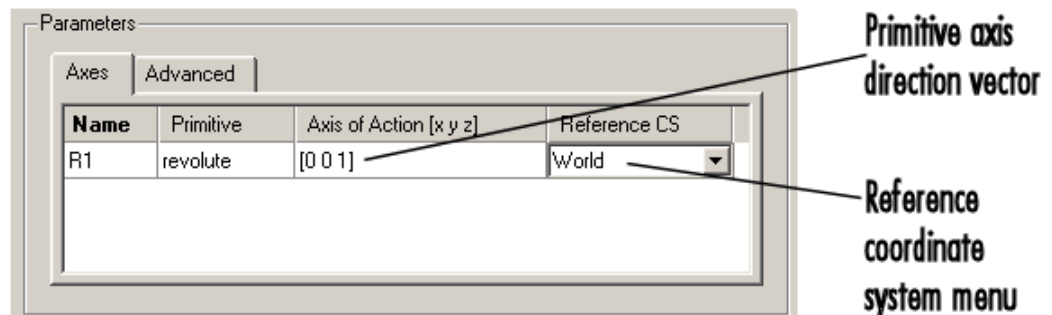 Parameters
Axes Advanced
Name Primitive Axis of Action [x y z] Reference CS
R1 revolute [0 0 1] World
Primitive axis
direction vector
Reference
coordinate
system menu